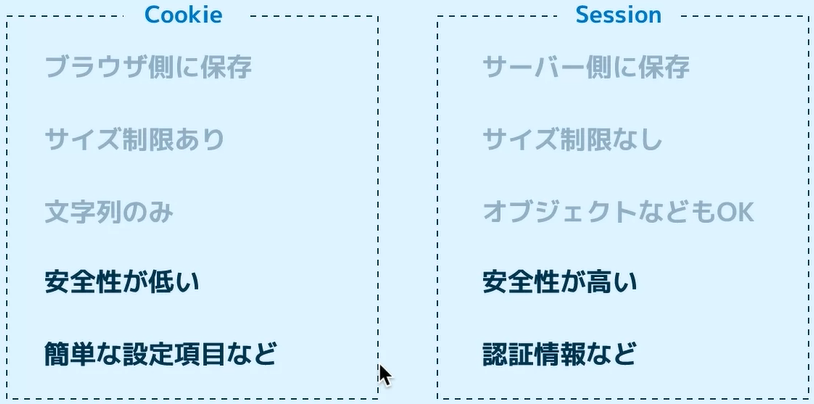 Cookie
ブラウザ側に保存
サイズ制限あり
文字列のみ
安全性が低い
簡単な設定項目など
Session
サーバー側に保存
サイズ制限なし
オブジェクトなどもOK
安全性が高い
認証情報など